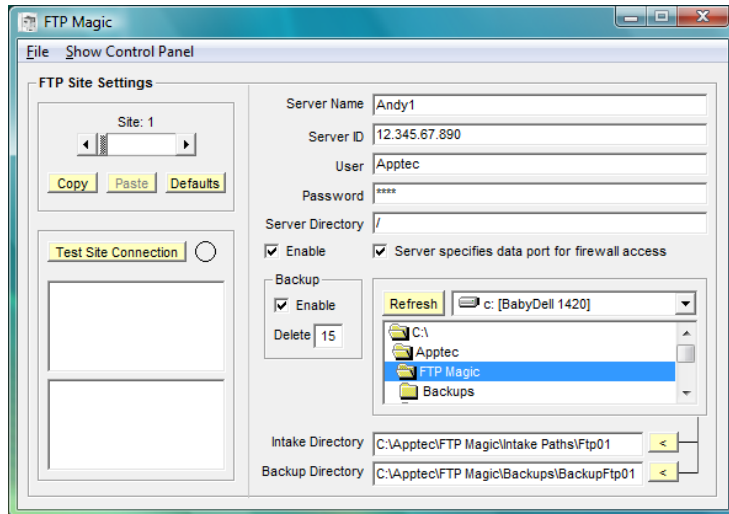 FTP Magic
File Show Control Panel
FTP Site Settings
Site: 1
Copy Paste Defaults
Test Site Connection
Server Name Andy1
Server ID 12.345.67.890
User Apptec
Password ****
Server Directory /
Enable Server specifies data port for firewall access
Backup
Enable
Delete 15
Refresh c: [BabyDell 1420]
C:\
Apptec
FTP Magic
Backups
Intake Directory C:\Apptec\FTP Magic\Intake Paths\Ftp01 <
Backup Directory C:\Apptec\FTP Magic\Backups\BackupFtp01 <